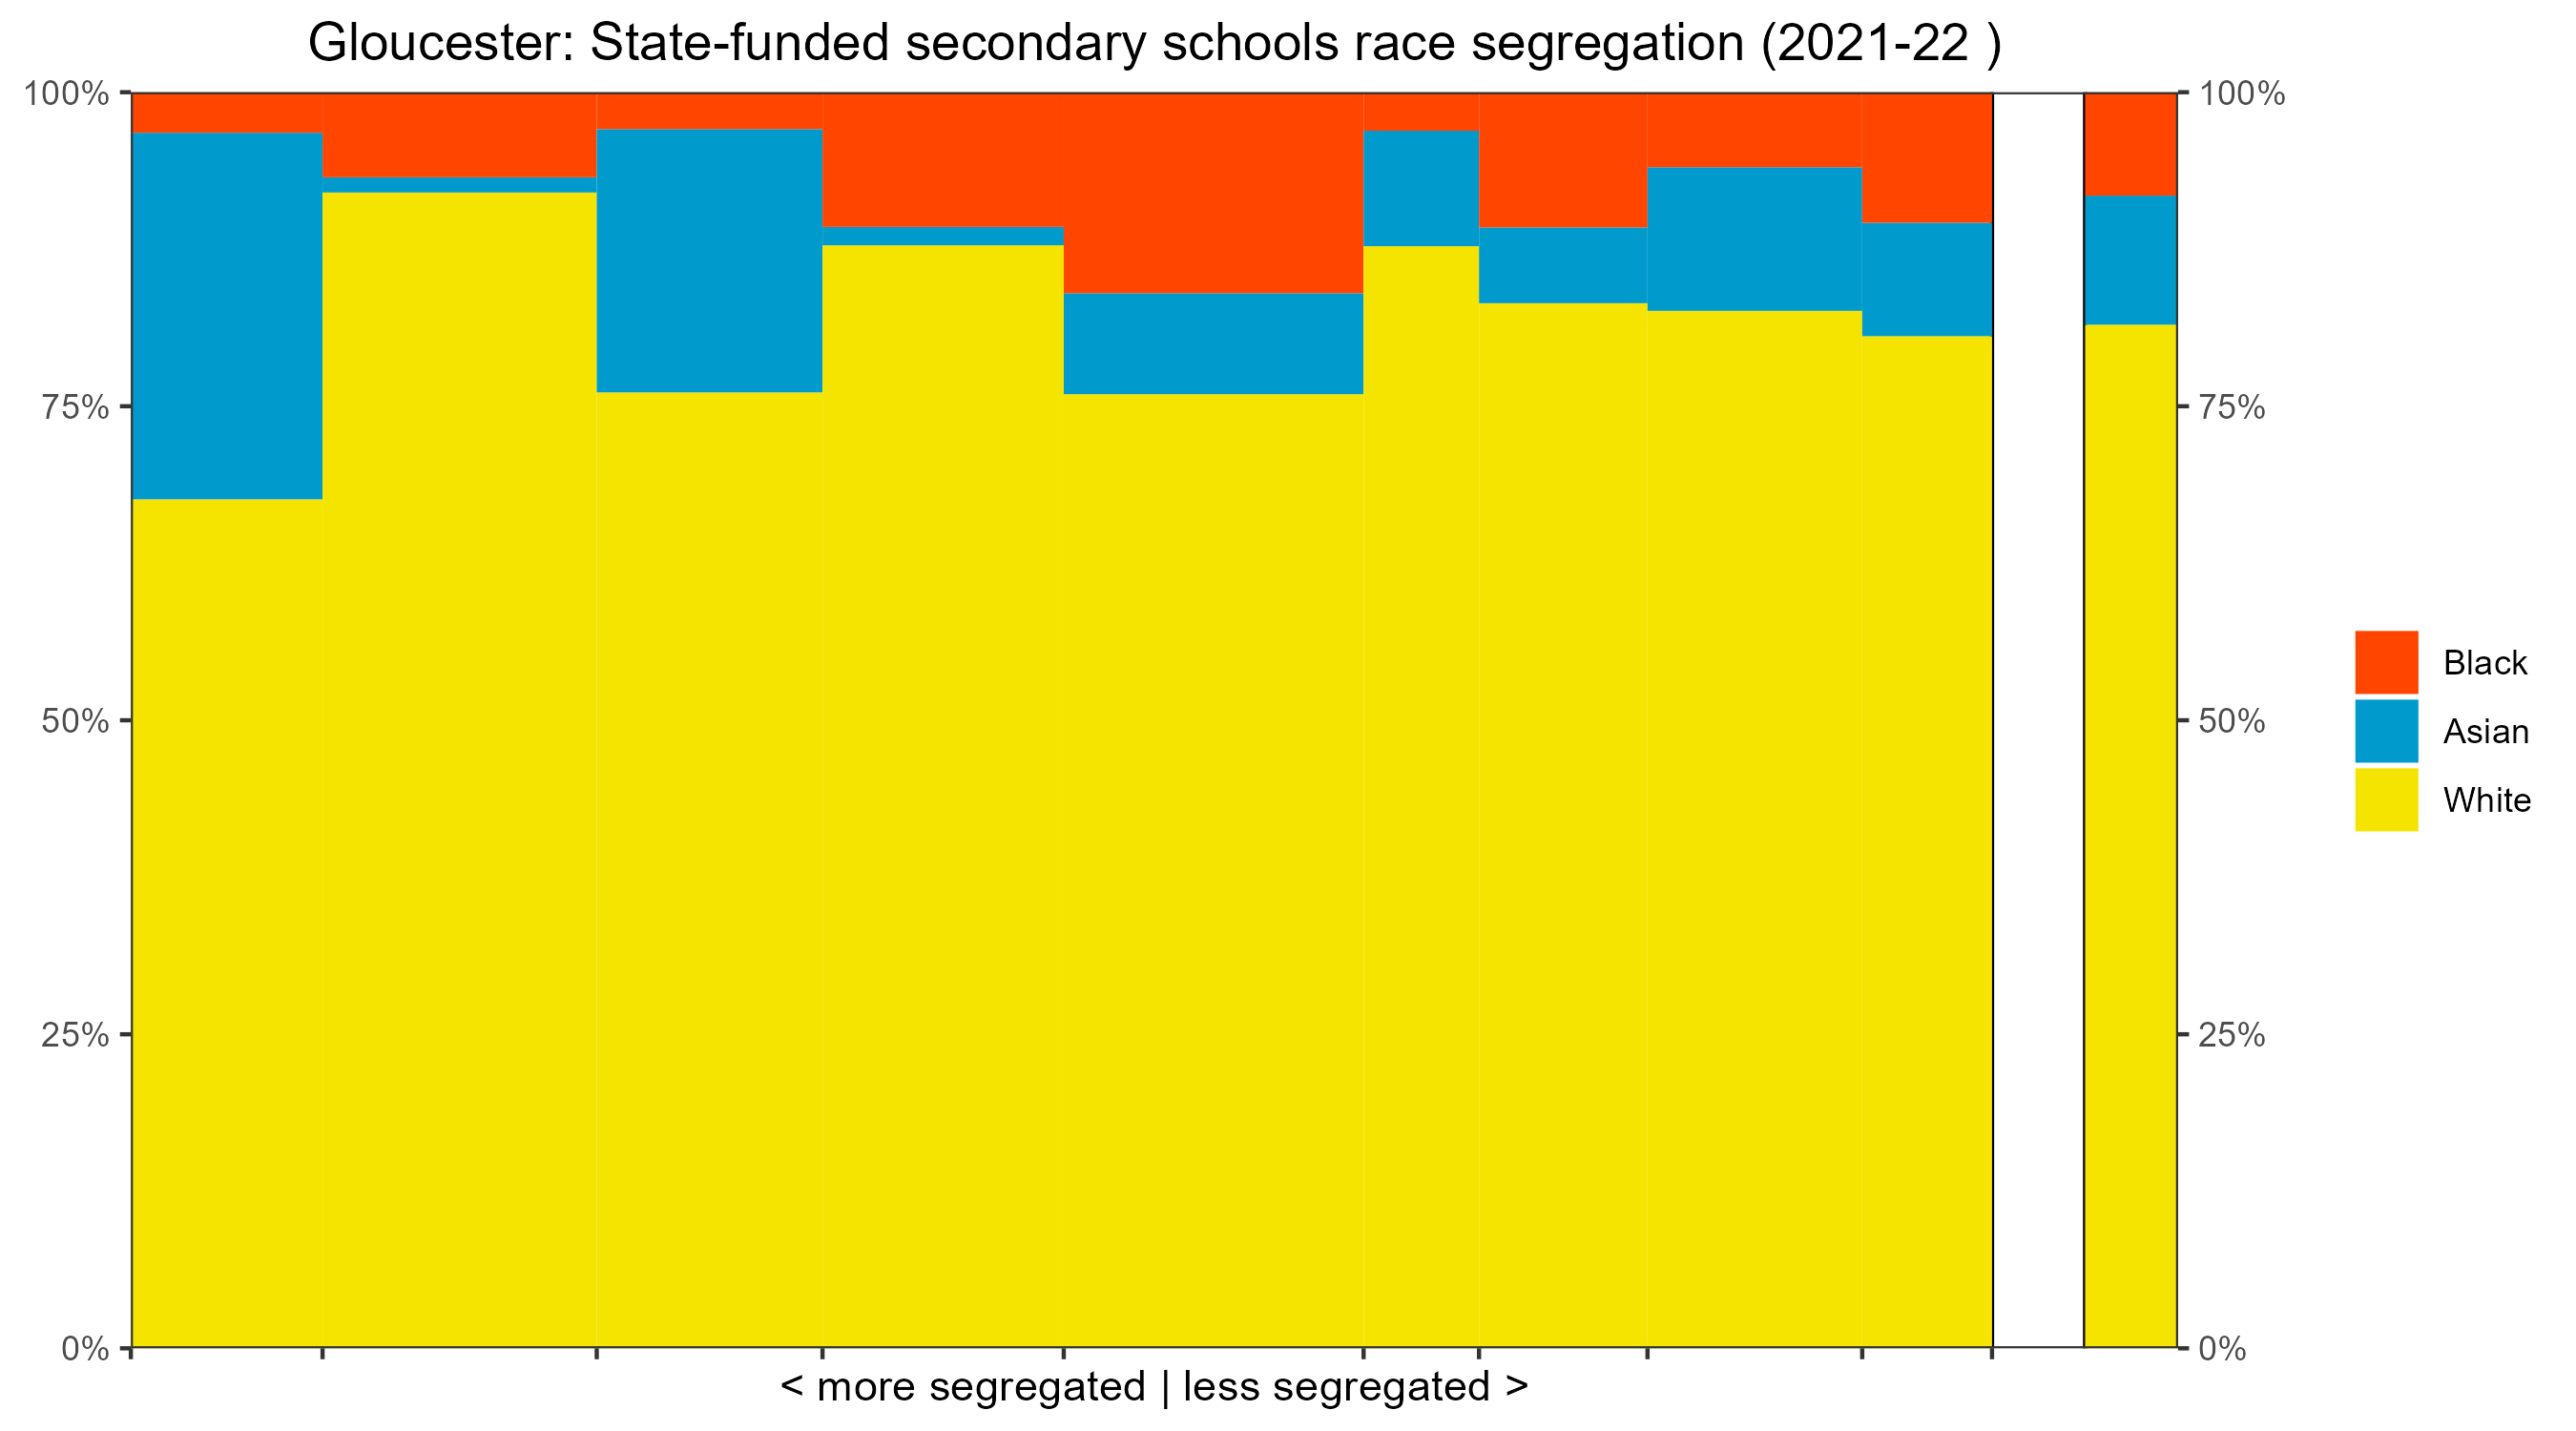 Gloucester: State-funded secondary schools race segregation (2021-22 )
100%
75%
50%
25%
0%
100%
75%
50%
25%
0%
Black
Asian
White
< more segregated | less segregated >